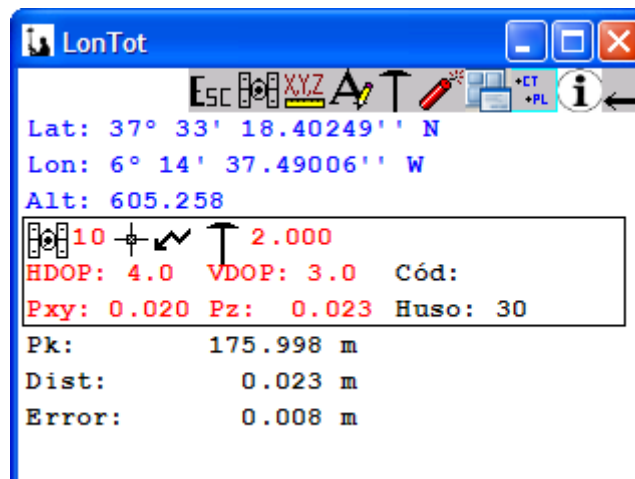 LonTot
Esc XYZ A +CT +PL i
Lat: 37° 33' 18.40249'' N
Lon: 6° 14' 37.49006'' W
Alt: 605.258
10 2.000
HDOP: 4.0 VDOP: 3.0 Cód:
Pxy: 0.020 Pz: 0.023 Huso: 30
Pk: 175.998 m
Dist: 0.023 m
Error: 0.008 m